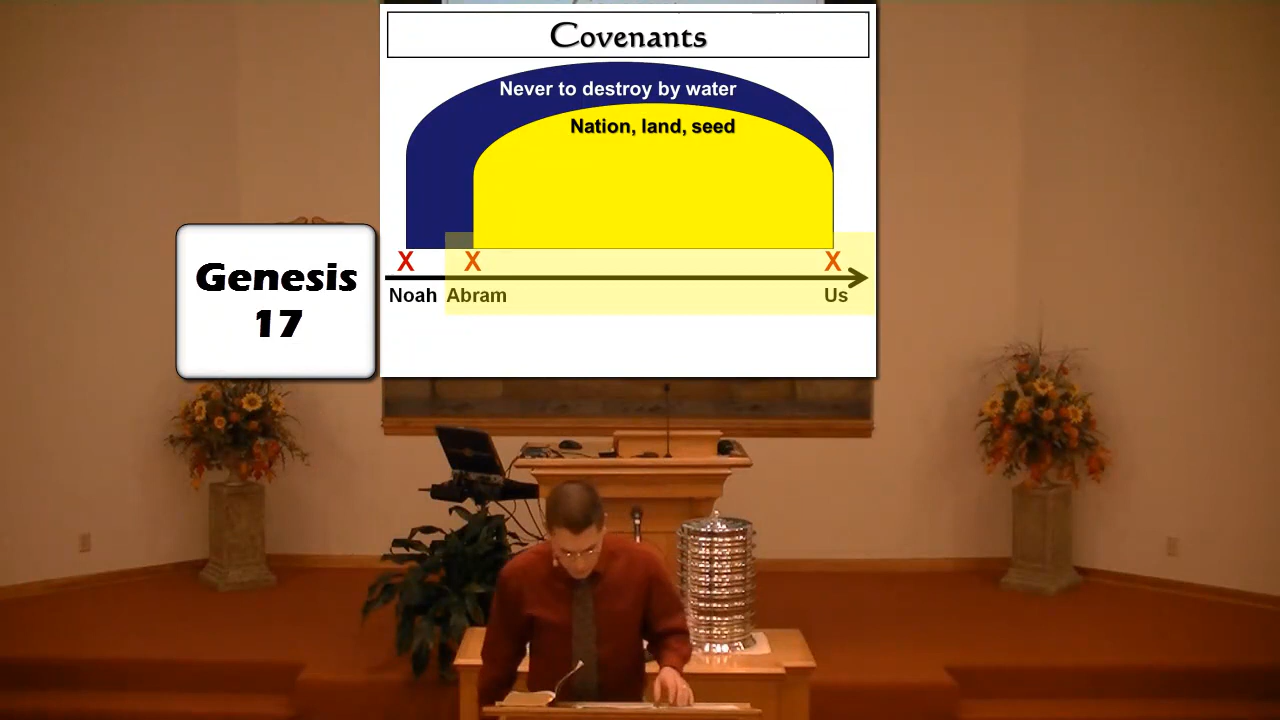 Covenants
Never to destroy by water
Nation, land, seed
Genesis
17
X X X
Noah Abram Us